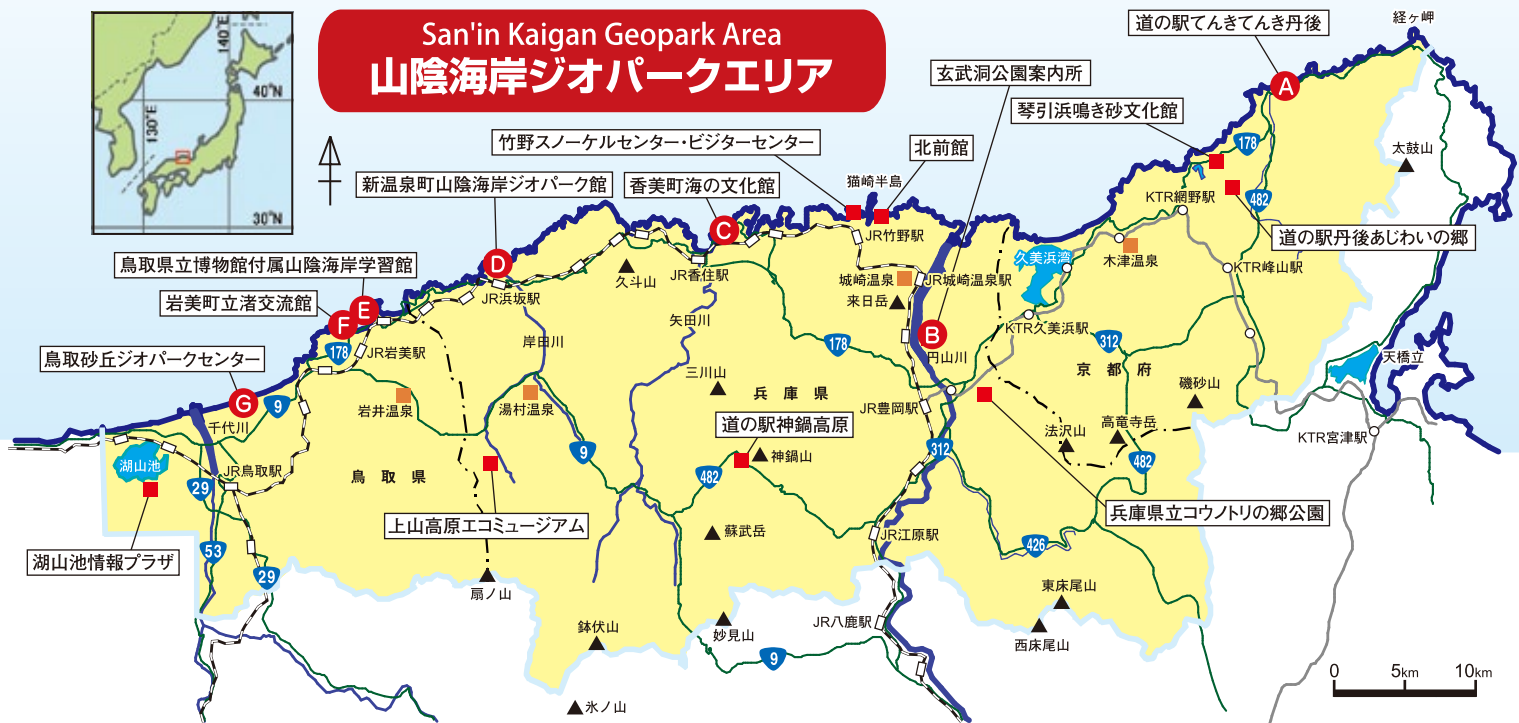 San'in Kaigan Geopark Area
山陰海岸ジオパークエリア
140°E
40°N
130°E
30°N
経ヶ岬
道の駅てんきてんき丹後
A
玄武洞公園案内所
琴引浜鳴き砂文化館
178
太鼓山
竹野スノーケルセンター・ビジターセンター
北前館
猫崎半島
新温泉町山陰海岸ジオパーク館
香美町海の文化館
KTR網野駅
482
C
JR竹野駅
道の駅丹後あじわいの郷
鳥取県立博物館付属山陰海岸学習館
D
久斗山
JR香住駅
城崎温泉
JR城崎温泉駅
久美浜湾
木津温泉
KTR峰山駅
岩美町立渚交流館
E
F
JR浜坂駅
来日岳
矢田川
B
KTR久美浜駅
鳥取砂丘ジオパークセンター
178
JR岩美駅
岸田川
178
円山川
312
天橋立
三川山
兵庫県
京都府
磯砂山
G
9
岩井温泉
湯村温泉
JR豊岡駅
千代川
道の駅神鍋高原
法沢山
高竜寺岳
KTR宮津駅
湖山池
JR鳥取駅
鳥取県
9
482
神鍋山
312
482
29
上山高原エコミュージアム
兵庫県立コウノトリの郷公園
湖山池情報プラザ
53
29
蘇武岳
JR江原駅
426
扇ノ山
東床尾山
鉢伏山
妙見山
JR八鹿駅
西床尾山
9
氷ノ山
0
5km
10km